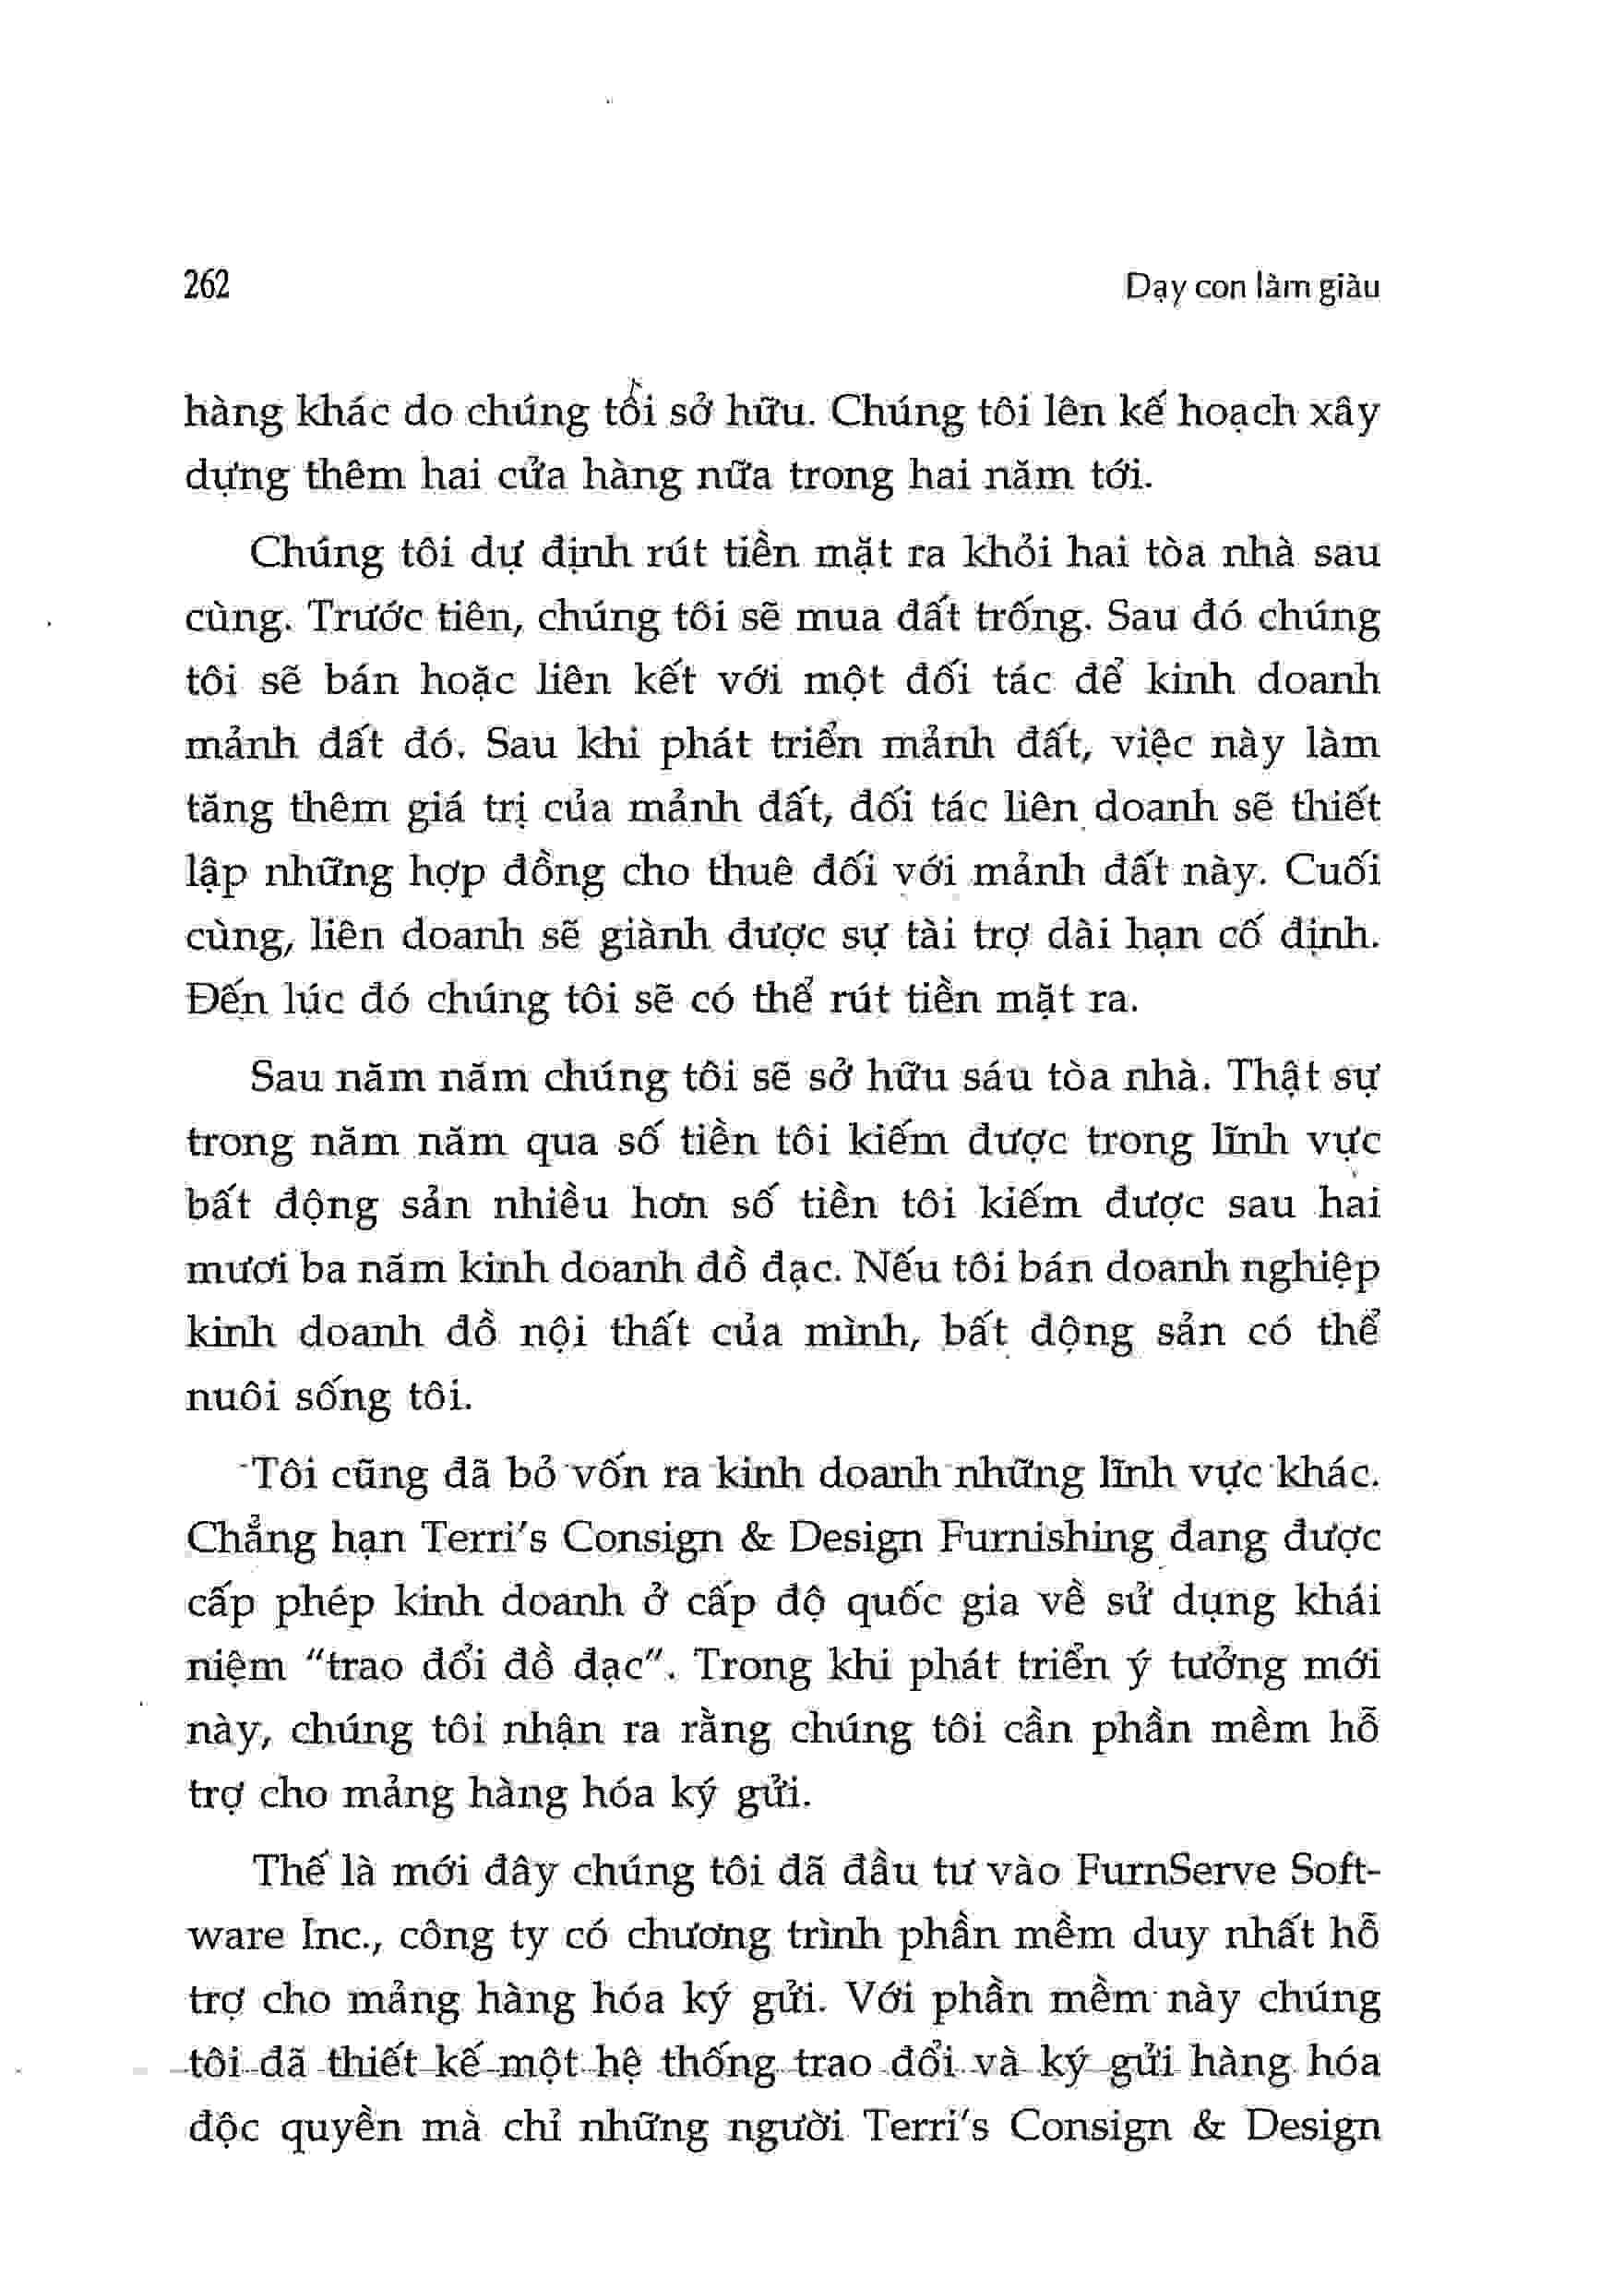 262
Dạy con làm giàu
hàng khác do chúng tôi sở hữu. Chúng tôi lên kế hoạch xây
dựng thêm hai cửa hàng nữa trong hai năm tới.
Chúng tôi dự định rút tiền mặt ra khỏi hai tòa nhà sau
cùng. Trước tiên, chúng tôi sẽ mua đất trống. Sau đó chúng
tôi sẽ bán hoặc liên kết với một đối tác để kinh doanh
mảnh đất đó. Sau khi phát triển mảnh đất, việc này làm
tăng thêm giá trị của mảnh đất, đối tác liên doanh sẽ thiết
lập những hợp đồng cho thuê đối với mảnh đất này. Cuối
cùng, liên doanh sẽ giành được sự tài trợ dài hạn cố định.
Đến lúc đó chúng tôi sẽ có thể rút tiền mặt ra.
Sau năm năm chúng tôi sẽ sở hữu sáu tòa nhà. Thật sự
trong năm năm qua số tiền tôi kiếm được trong lĩnh vực
bất động sản nhiều hơn số tiền tôi kiếm được sau hai
mươi ba năm kinh doanh đồ đạc. Nếu tôi bán doanh nghiệp
kinh doanh đồ nội thất của mình, bất động sản có thể
nuôi sống tôi.
Tôi cũng đã bỏ vốn ra kinh doanh những lĩnh vực khác.
Chẳng hạn Terri's Consign & Design Furnishing đang được
cấp phép kinh doanh ở cấp độ quốc gia về sử dụng khái
niệm "trao đổi đồ đạc". Trong khi phát triển ý tưởng mới
này, chúng tôi nhận ra rằng chúng tôi cần phần mềm hỗ
trợ cho mảng hàng hóa ký gửi.
Thế là mới đây chúng tôi đã đầu tư vào FurnServe Soft-
ware Inc., công ty có chương trình phần mềm duy nhất hỗ
trợ cho mảng hàng hóa ký gửi. Với phần mềm này chúng
tôi đã thiết kế một hệ thống trao đổi và ký gửi hàng hóa
độc quyền mà chỉ những người Terri's Consign & Design